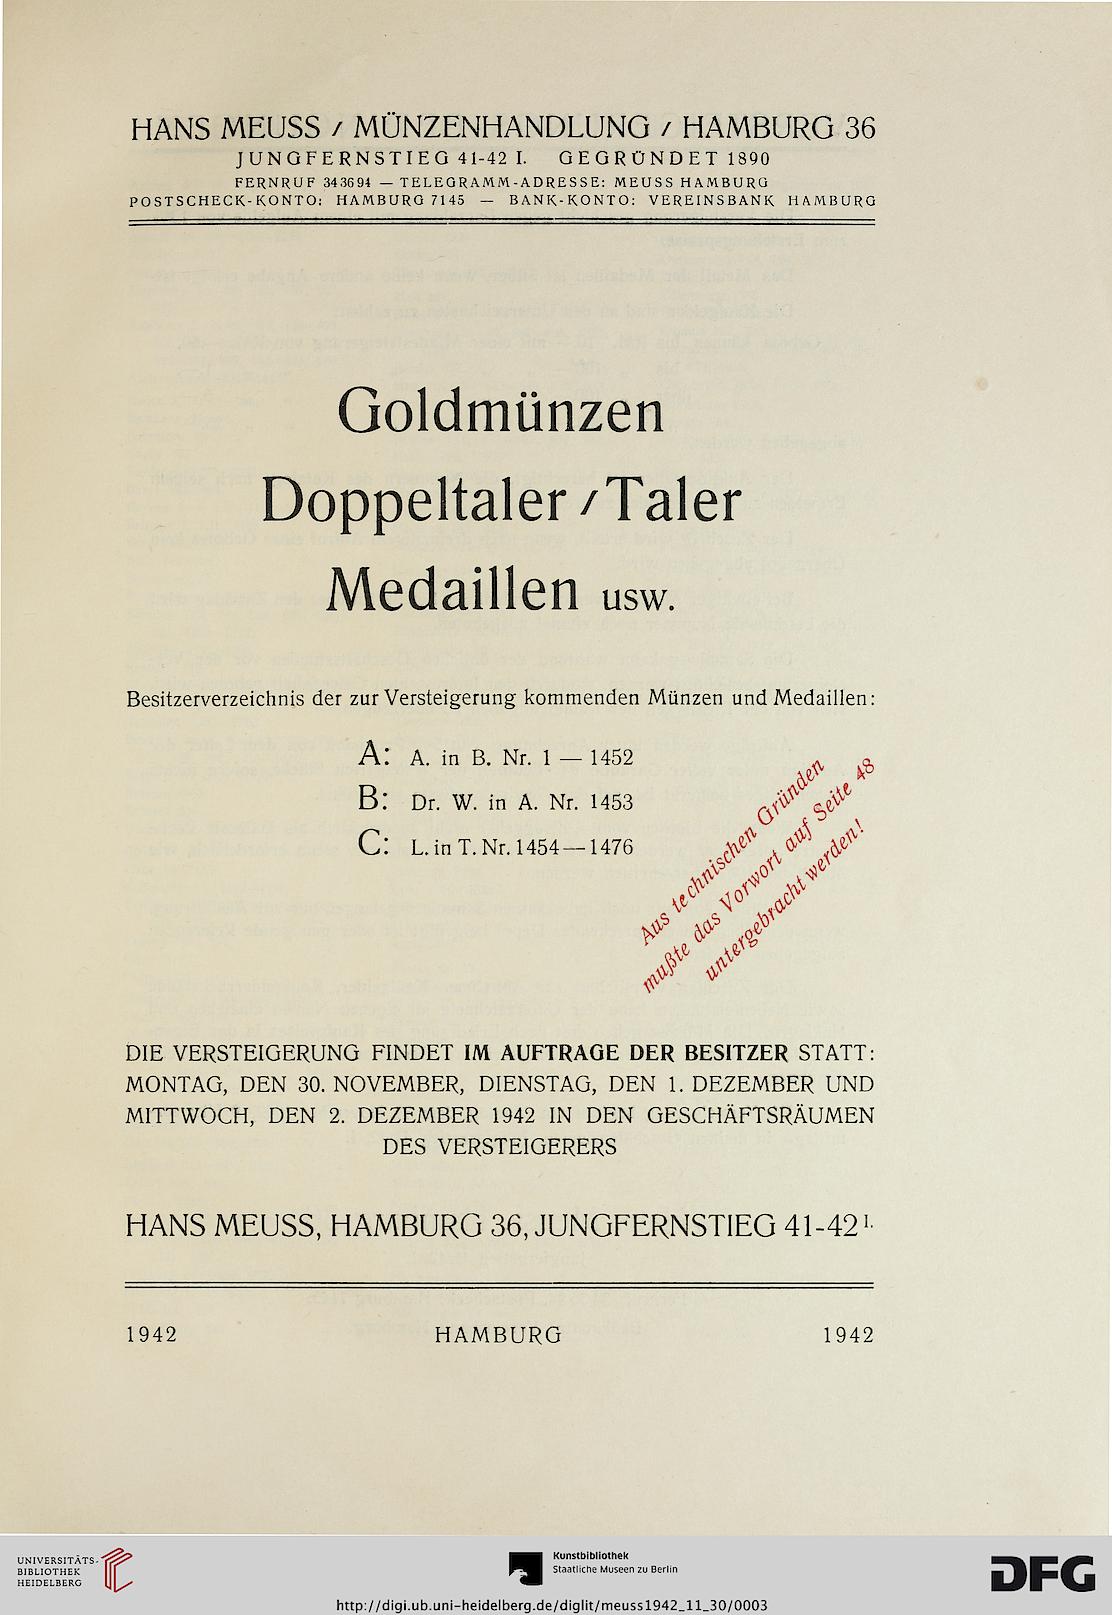 HANS MEUSS / MÜNZENHANDLUNG / HAMBURG 36
JUNGFERNSTIEG 41-42 I. GEGRÜNDET 1890
FERNRUF 343694 — TELEGRAMM-ADRESSE: MEUSS HAMBURG
POSTSCHECK-KONTO: HAMBURG 7145 — BANK-KONTO: VEREINSBANK HAMBURG
Goldmünzen
Doppeltaler / Taler
Medaillen usw.
Besitzerverzeichnis der zur Versteigerung kommenden Münzen und Medaillen:
A: A. in B. Nr. 1 — 1452
B: Dr. W. in A. Nr. 1453
C: L. in T. Nr. 1454 — 1476
Aus technischen Gründen
mußte das Vorwort auf Seite 48
untergebracht werden!
DIE VERSTEIGERUNG FINDET IM AUFTRAGE DER BESITZER STATT:
MONTAG, DEN 30. NOVEMBER, DIENSTAG, DEN 1. DEZEMBER UND
MITTWOCH, DEN 2. DEZEMBER 1942 IN DEN GESCHÄFTSRÄUMEN
DES VERSTEIGERERS
HANS MEUSS, HAMBURG 36, JUNGFERNSTIEG 41-42 I.
1942 HAMBURG 1942
UNIVERSITÄTS-
BIBLIOTHEK
HEIDELBERG
Kunstbibliothek
Staatliche Museen zu Berlin
DFG
http://digi.ub.uni-heidelberg.de/diglit/meuss1942_11_30/0003